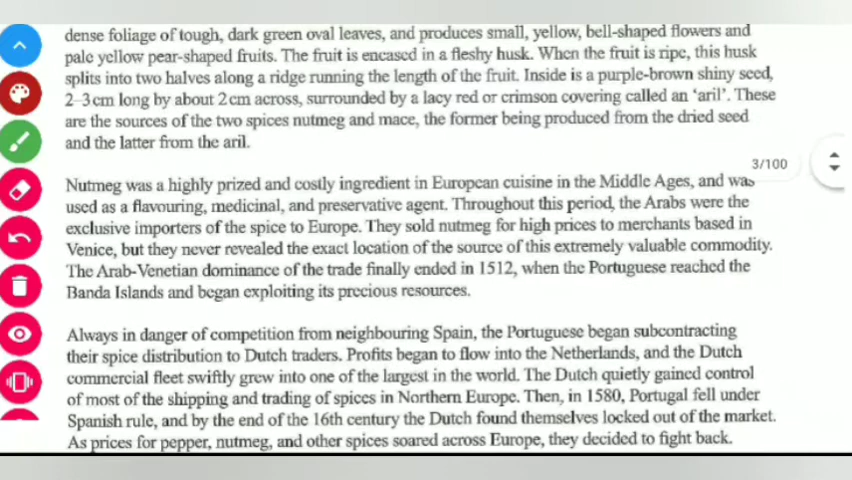 dense foliage of tough, dark green oval leaves, and produces small, yellow, bell-shaped flowers and
pale yellow pear-shaped fruits. The fruit is encased in a fleshy husk. When the fruit is ripe, this husk
splits into two halves along a ridge running the length of the fruit. Inside is a purple-brown shiny seed,
2–3 cm long by about 2 cm across, surrounded by a lacy red or crimson covering called an ‘aril’. These
are the sources of the two spices nutmeg and mace, the former being produced from the dried seed
and the latter from the aril.
3/100
Nutmeg was a highly prized and costly ingredient in European cuisine in the Middle Ages, and was
used as a flavouring, medicinal, and preservative agent. Throughout this period, the Arabs were the
exclusive importers of the spice to Europe. They sold nutmeg for high prices to merchants based in
Venice, but they never revealed the exact location of the source of this extremely valuable commodity.
The Arab-Venetian dominance of the trade finally ended in 1512, when the Portuguese reached the
Banda Islands and began exploiting its precious resources.
Always in danger of competition from neighbouring Spain, the Portuguese began subcontracting
their spice distribution to Dutch traders. Profits began to flow into the Netherlands, and the Dutch
commercial fleet swiftly grew into one of the largest in the world. The Dutch quietly gained control
of most of the shipping and trading of spices in Northern Europe. Then, in 1580, Portugal fell under
Spanish rule, and by the end of the 16th century the Dutch found themselves locked out of the market.
As prices for pepper, nutmeg, and other spices soared across Europe, they decided to fight back.